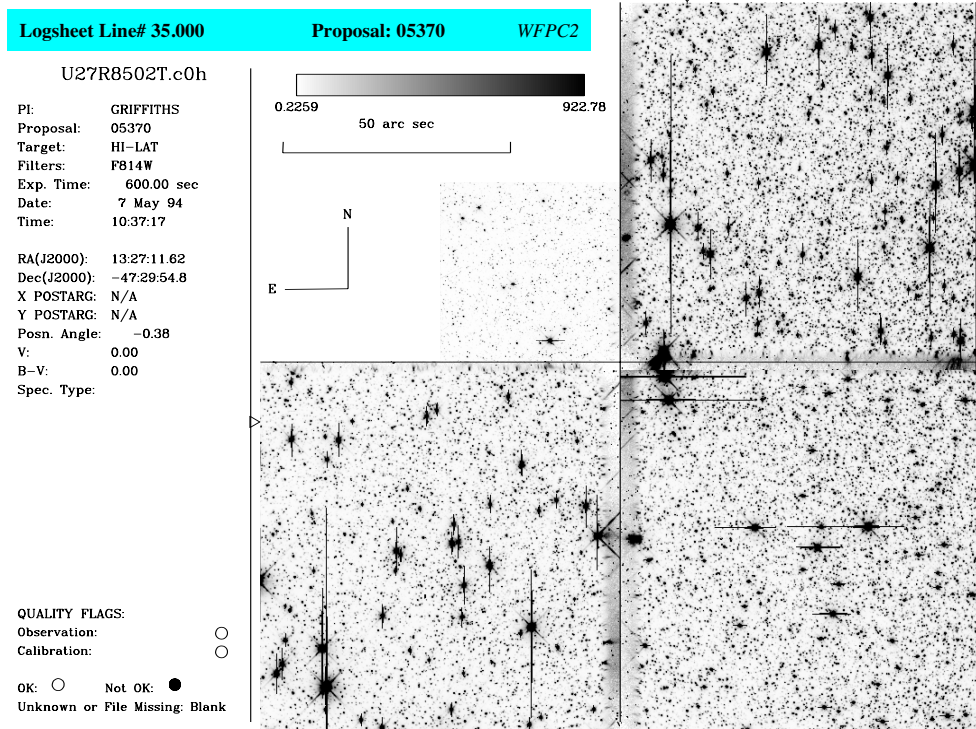 Logsheet Line# 35.000 Proposal: 05370 WFPC2
U27R8502T.c0h
PI: GRIFFITHS
Proposal: 05370
Target: HI-LAT
Filters: F814W
Exp. Time: 600.00 sec
Date: 7 May 94
Time: 10:37:17
RA(J2000): 13:27:11.62
Dec(J2000): -47:29:54.8
X POSTARG: N/A
Y POSTARG: N/A
Posn. Angle: -0.38
V: 0.00
B-V: 0.00
Spec. Type:
QUALITY FLAGS:
Observation:
Calibration:
OK: Not OK:
Unknown or File Missing: Blank
0.2259 922.78
50 arc sec
N
E